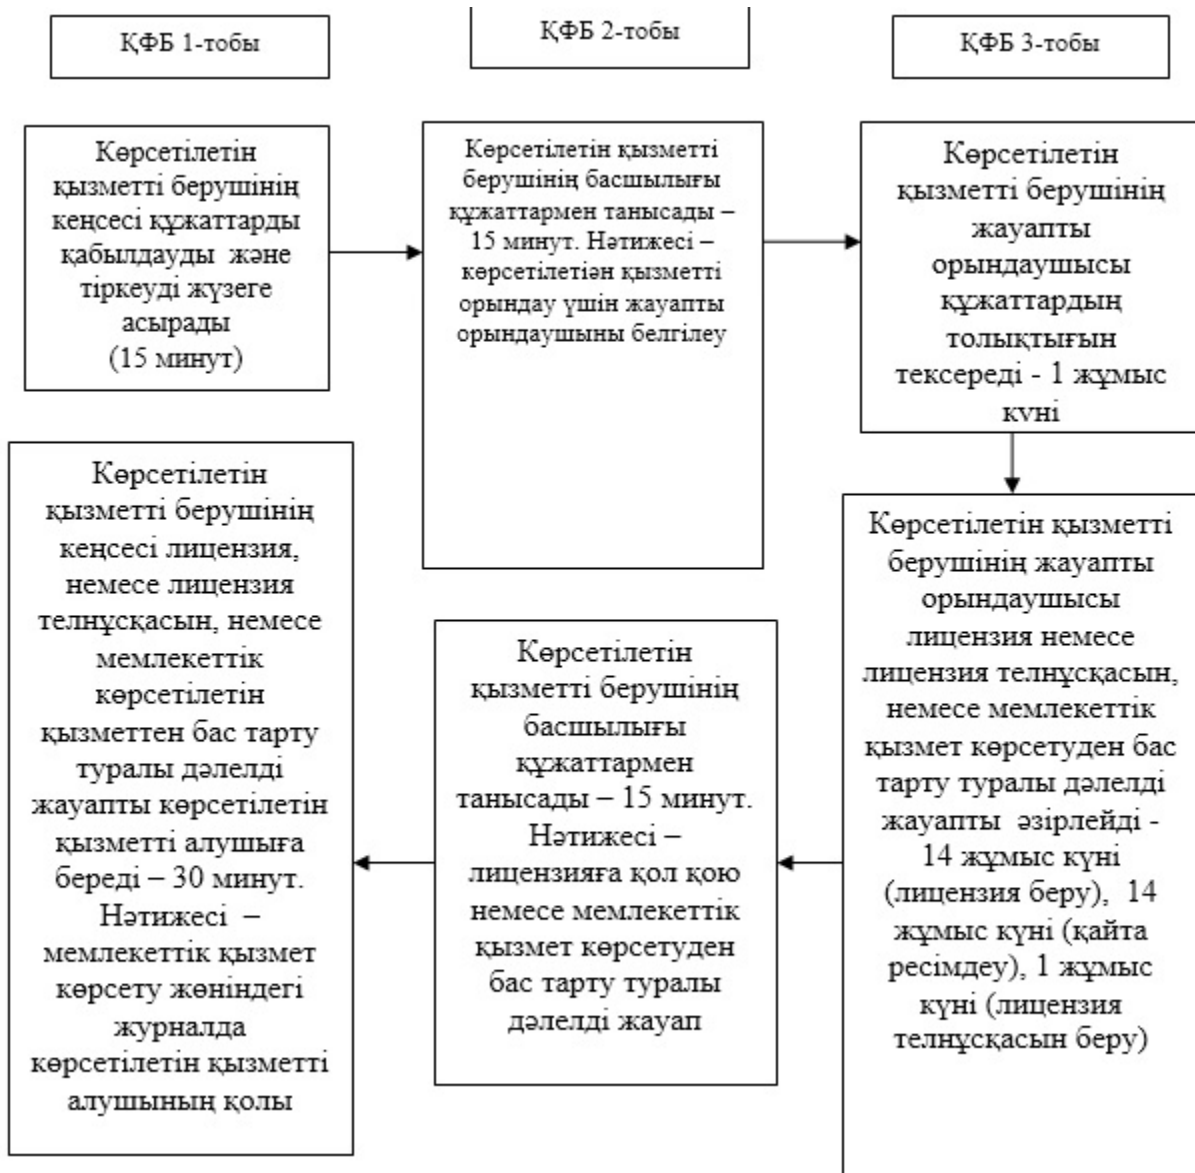 ҚФБ 1-тобы
ҚФБ 2-тобы
ҚФБ 3-тобы
Көрсетілетін
қызметті берушінің
кеңсесі құжаттарды
қабылдауды және
тіркеуді жүзеге
асырады
(15 минут)
Көрсетілетін қызметті
берушінің басшылығы
құжаттармен танысады –
15 минут. Нәтижесі –
көрсетілетіән қызметті
орындау үшін жауапты
орындаушыны белгілеу
Көрсетілетін
қызметті берушінің
жауапты
орындаушысы
құжаттардың
толықтығын
тексереді - 1 жұмыс
күні
Көрсетілетін қызметті
берушінің жауапты
орындаушысы
лицензия немесе
лицензия телнұсқасын,
немесе мемлекеттік
қызмет көрсетуден бас
тарту туралы дәлелді
жауапты әзірлейді -
14 жұмыс күні
(лицензия беру), 14
жұмыс күні (қайта
ресімдеу), 1 жұмыс
күні (лицензия
телнұсқасын беру)
Көрсетілетін
қызметті берушінің
басшылығы
құжаттармен
танысады – 15 минут.
Нәтижесі –
лицензияға қол қою
немесе мемлекеттік
қызмет көрсетуден
бас тарту туралы
дәлелді жауап
Көрсетілетін
қызметті берушінің
кеңсесі лицензия,
немесе лицензия
телнұсқасын, немесе
мемлекеттік
көрсетілетін
қызметтен бас тарту
туралы дәлелді
жауапты көрсетілетін
қызметті алушыға
береді – 30 минут.
Нәтижесі –
мемлекеттік қызмет
көрсету жөніндегі
журналда
көрсетілетін қызметті
алушының қолы